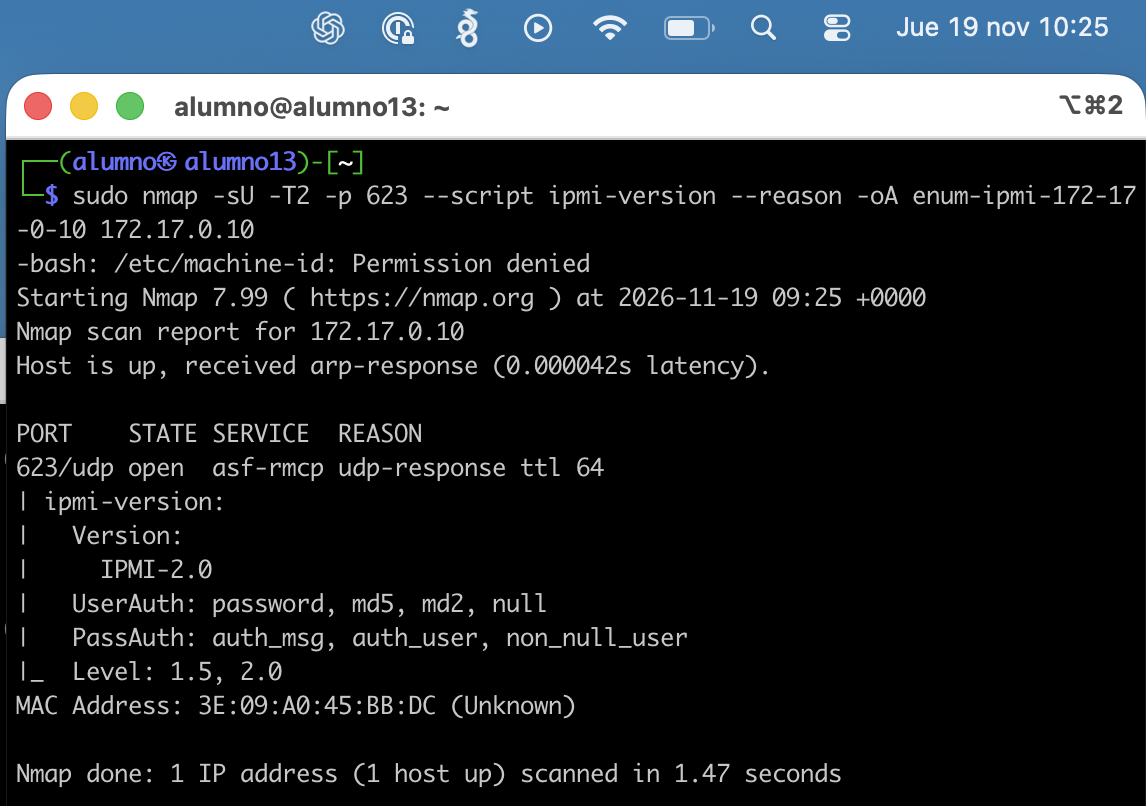 Jue 19 nov 10:25
alumno@alumno13: ~
⌥⌘2
┌──(alumno㉿ alumno13)-[~]
└─$ sudo nmap -sU -T2 -p 623 --script ipmi-version --reason -oA enum-ipmi-172-17
-0-10 172.17.0.10
-bash: /etc/machine-id: Permission denied
Starting Nmap 7.99 ( https://nmap.org ) at 2026-11-19 09:25 +0000
Nmap scan report for 172.17.0.10
Host is up, received arp-response (0.000042s latency).
PORT    STATE SERVICE  REASON
623/udp open  asf-rmcp udp-response ttl 64
| ipmi-version:
|   Version:
|     IPMI-2.0
|   UserAuth: password, md5, md2, null
|   PassAuth: auth_msg, auth_user, non_null_user
|_  Level: 1.5, 2.0
MAC Address: 3E:09:A0:45:BB:DC (Unknown)
Nmap done: 1 IP address (1 host up) scanned in 1.47 seconds